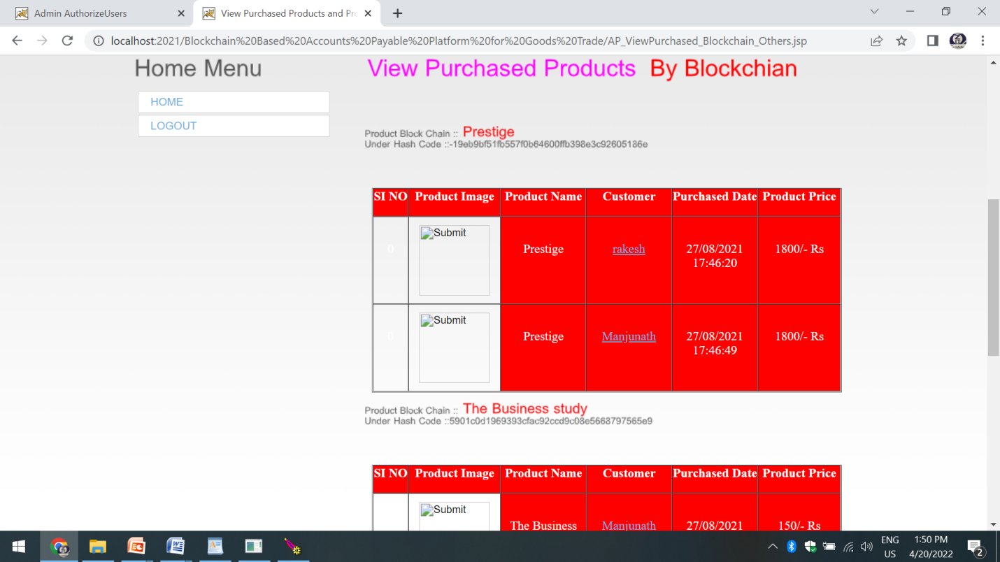 Admin AuthorizeUsers
View Purchased Products and Pro
localhost:2021/Blockchain%20Based%20Accounts%20Payable%20Platform%20for%20Goods%20Trade/AP_ViewPurchased_Blockchain_Others.jsp
Home Menu
HOME
LOGOUT
View Purchased Products By Blockchian
Product Block Chain :: Prestige
Under Hash Code ::-19eb9bf51fb557f0b64600ffb398e3c92605186e
SI NO Product Image Product Name Customer Purchased Date Product Price
0 Submit Prestige rakesh 27/08/2021 1800/- Rs
17:46:20
0 Submit Prestige Manjunath 27/08/2021 1800/- Rs
17:46:49
Product Block Chain :: The Business study
Under Hash Code ::5901c0d1969393cfac92ccd9c08e5663797565e9
SI NO Product Image Product Name Customer Purchased Date Product Price
Submit The Business Manjunath 27/08/2021 150/- Rs
ENG 1:50 PM
US 4/20/2022 2